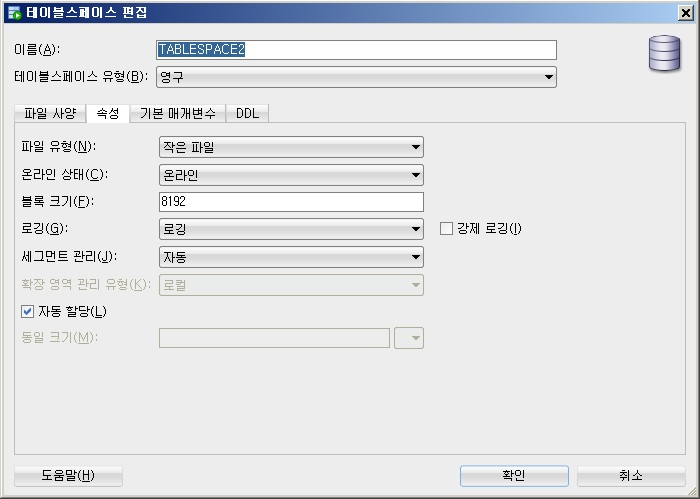 테이블스페이스 편집
이름(A): TABLESPACE2
테이블스페이스 유형(B): 영구
파일 사양 속성 기본 매개변수 DDL
파일 유형(N): 작은 파일
온라인 상태(C): 온라인
블록 크기(F): 8192
로깅(G): 로깅 강제 로깅(I)
세그먼트 관리(J): 자동
확장 영역 관리 유형(K): 로컬
자동 할당(L)
동일 크기(M):
도움말(H) 확인 취소